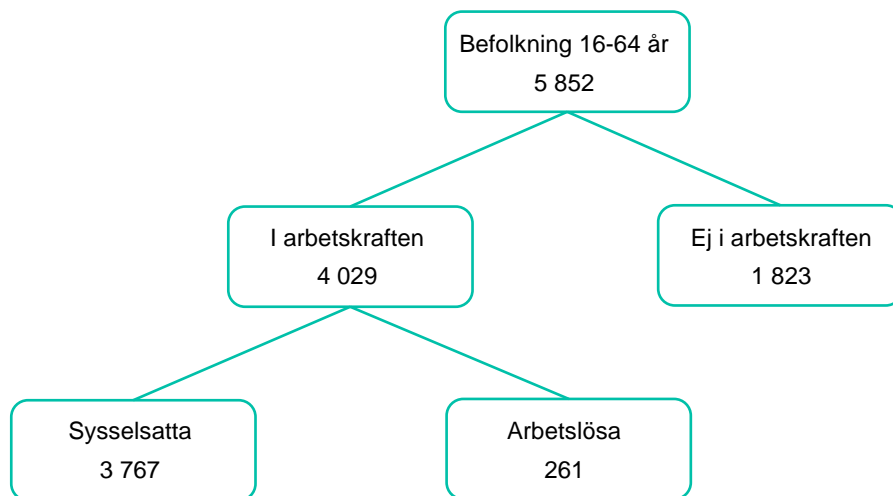 Befolkning 16-64 år
5 852
I arbetskraften
4 029
Ej i arbetskraften
1 823
Sysselsatta
3 767
Arbetslösa
261